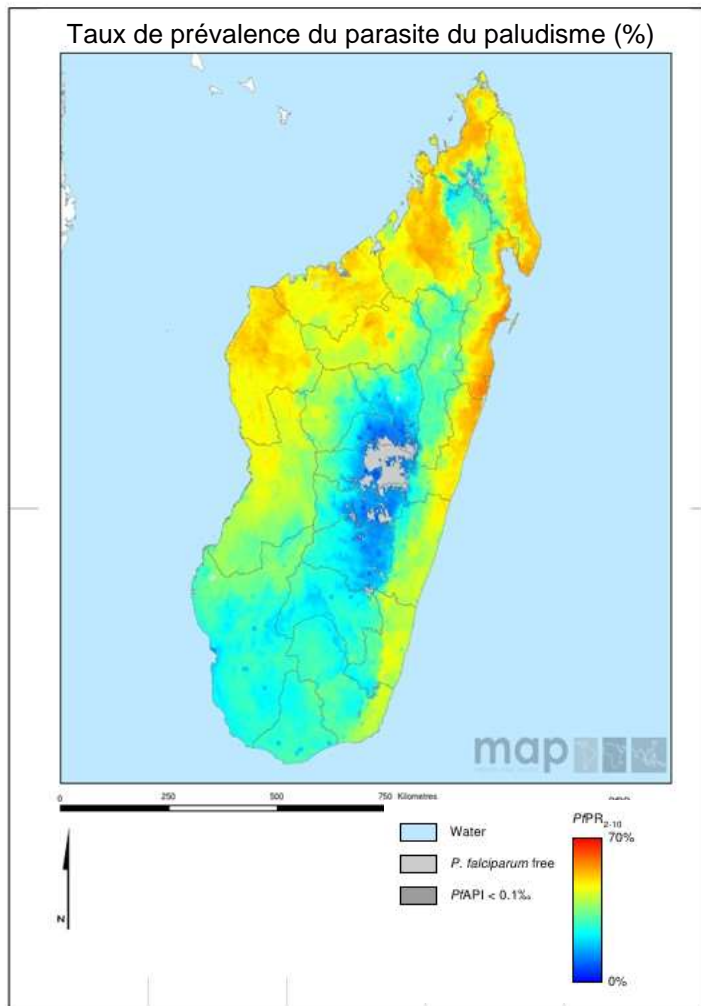 Taux de prévalence du parasite du paludisme (%)
map
0 250 500 750 Kilometres
Water
P. falciparum free
PfAPI < 0.1‰
PfPR2-10
70%
0%
N